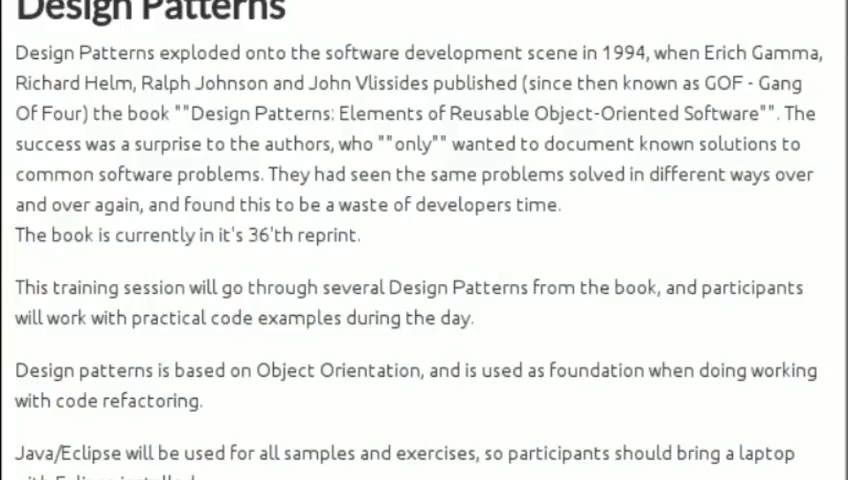 Design Patterns
Design Patterns exploded onto the software development scene in 1994, when Erich Gamma,
Richard Helm, Ralph Johnson and John Vlissides published (since then known as GOF - Gang
Of Four) the book ""Design Patterns: Elements of Reusable Object-Oriented Software"". The
success was a surprise to the authors, who ""only"" wanted to document known solutions to
common software problems. They had seen the same problems solved in different ways over
and over again, and found this to be a waste of developers time.
The book is currently in it's 36'th reprint.
This training session will go through several Design Patterns from the book, and participants
will work with practical code examples during the day.
Design patterns is based on Object Orientation, and is used as foundation when doing working
with code refactoring.
Java/Eclipse will be used for all samples and exercises, so participants should bring a laptop
with Eclipse installed